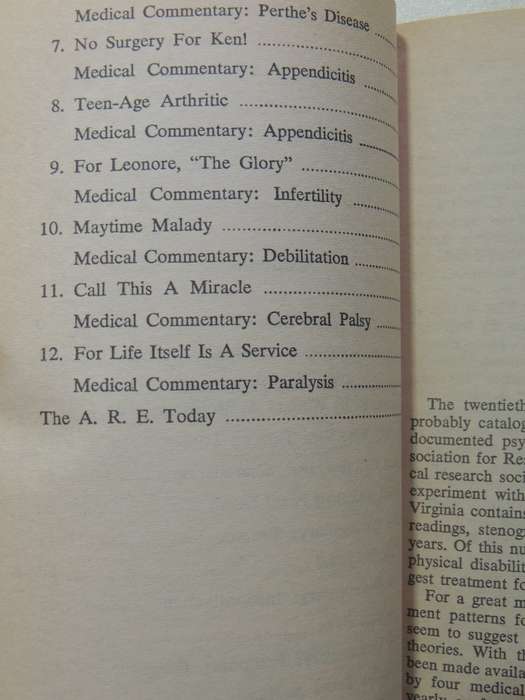 Medical Commentary: Perthe's Disease ....
7. No Surgery For Ken! ........................
Medical Commentary: Appendicitis ......
8. Teen-Age Arthritic ..........................
Medical Commentary: Appendicitis ......
9. For Leonore, "The Glory" ................
Medical Commentary: Infertility ........
10. Maytime Malady ............................
Medical Commentary: Debilitation ........
11. Call This A Miracle ......................
Medical Commentary: Cerebral Palsy ....
12. For Life Itself Is A Service ................
Medical Commentary: Paralysis ..........
The A. R. E. Today ............................
The twentieth
probably catalog
documented psy
sociation for Re
cal research soci
experiment with
Virginia contains
readings, stenog
years. Of this nu
physical disabilit
gest treatment fo
For a great m
ment patterns fo
seem to suggest
theories. With th
been made availa
by four medical
yearly